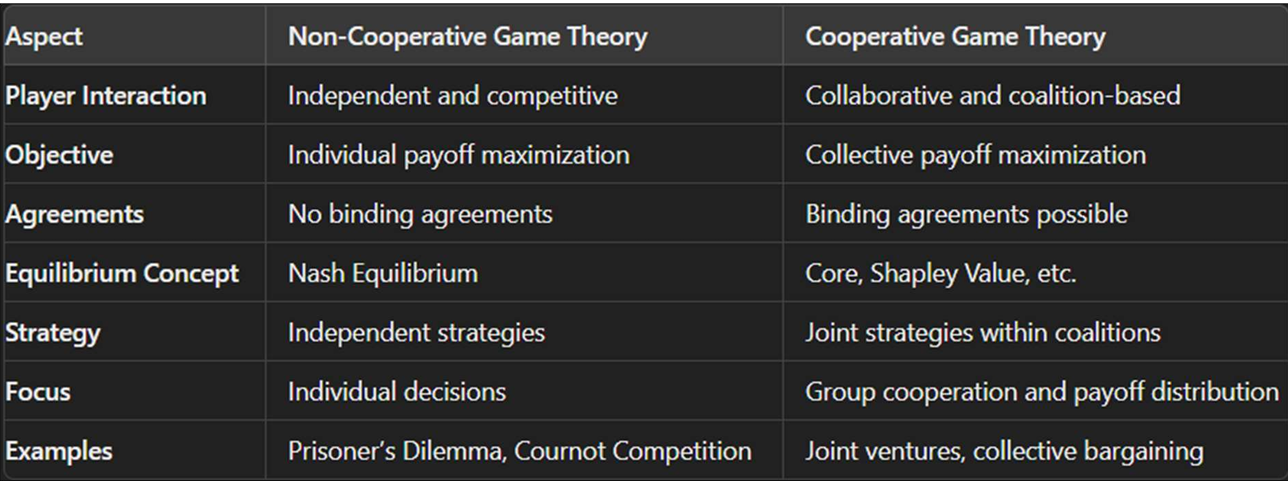 Aspect Non-Cooperative Game Theory Cooperative Game Theory
Player Interaction Independent and competitive Collaborative and coalition-based
Objective Individual payoff maximization Collective payoff maximization
Agreements No binding agreements Binding agreements possible
Equilibrium Concept Nash Equilibrium Core, Shapley Value, etc.
Strategy Independent strategies Joint strategies within coalitions
Focus Individual decisions Group cooperation and payoff distribution
Examples Prisoner’s Dilemma, Cournot Competition Joint ventures, collective bargaining